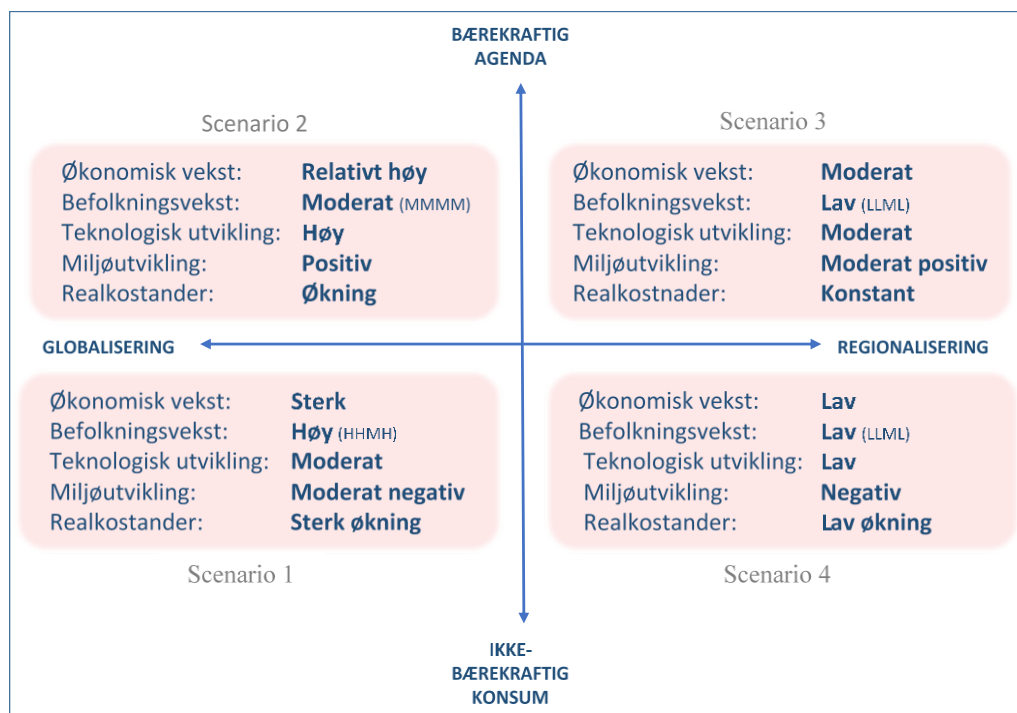 BÆREKRAFTIG
AGENDA
Scenario 2
Økonomisk vekst: Relativt høy
Befolkningsvekst: Moderat (MMMM)
Teknologisk utvikling: Høy
Miljøutvikling: Positiv
Realkostander: Økning
Scenario 3
Økonomisk vekst: Moderat
Befolkningsvekst: Lav (LLML)
Teknologisk utvikling: Moderat
Miljøutvikling: Moderat positiv
Realkostnader: Konstant
GLOBALISERING
REGIONALISERING
Økonomisk vekst: Sterk
Befolkningsvekst: Høy (HHMH)
Teknologisk utvikling: Moderat
Miljøutvikling: Moderat negativ
Realkostander: Sterk økning
Scenario 1
Økonomisk vekst: Lav
Befolkningsvekst: Lav (LLML)
Teknologisk utvikling: Lav
Miljøutvikling: Negativ
Realkostander: Lav økning
Scenario 4
IKKE-
BÆREKRAFTIG
KONSUM